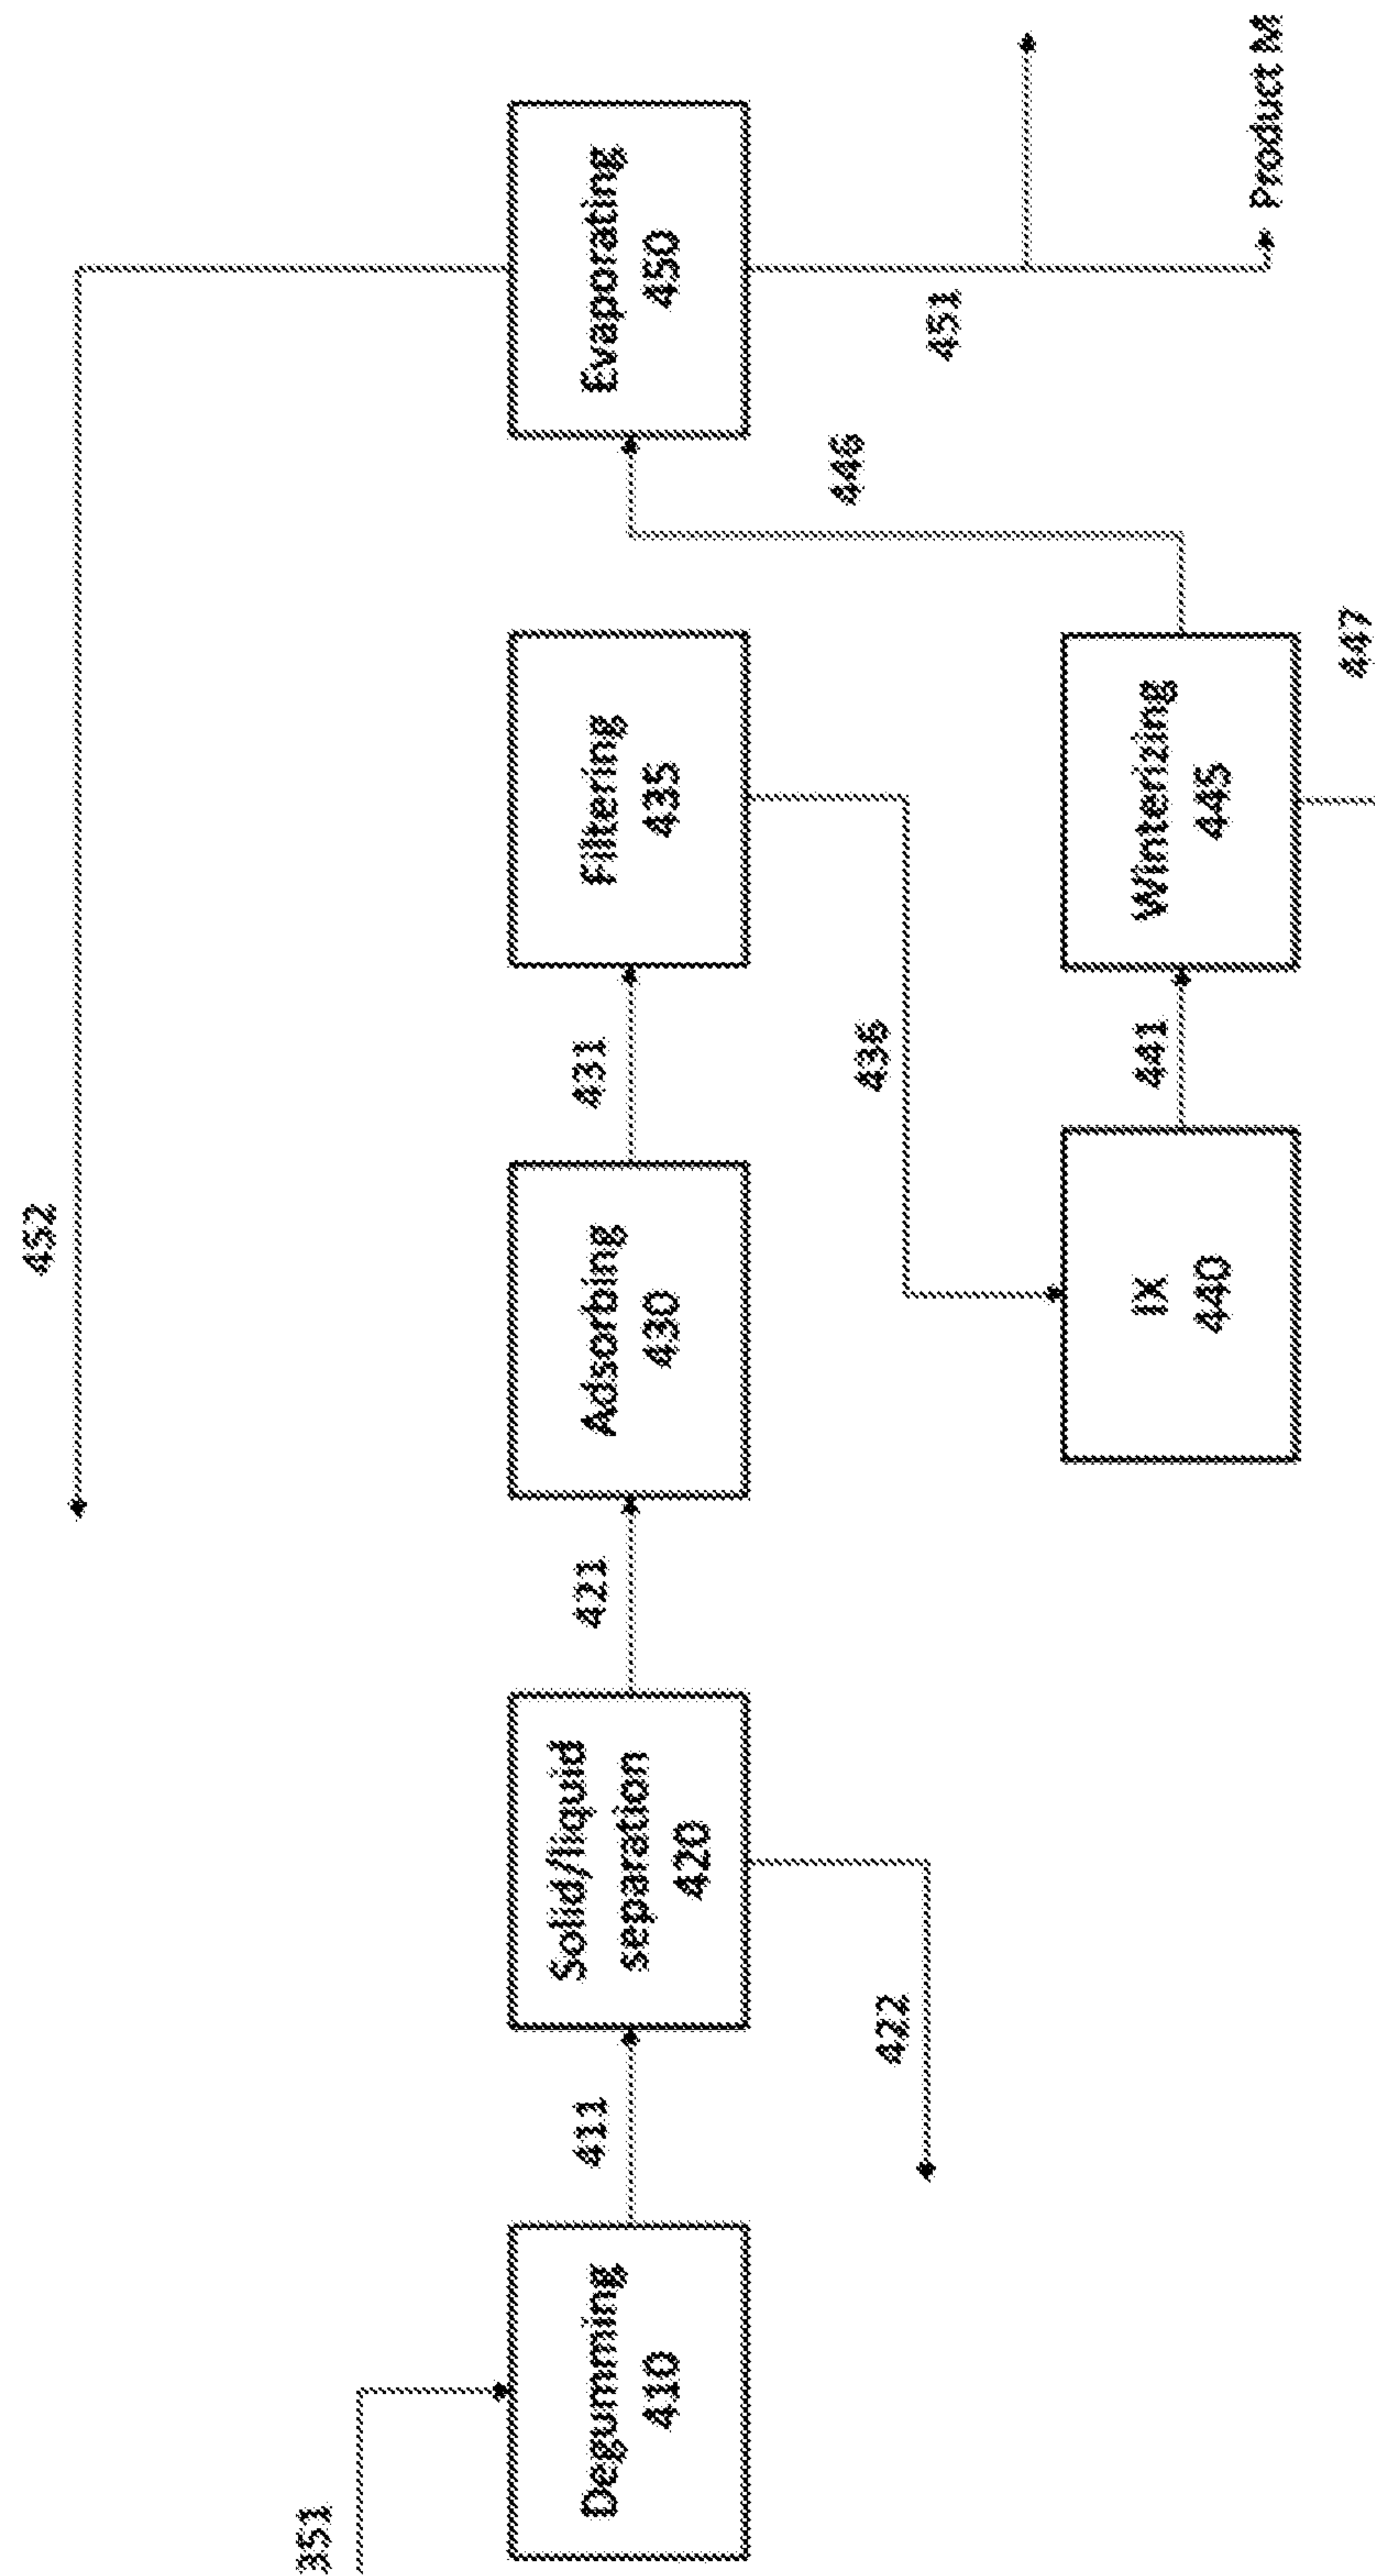 452
351
Degumming
410
411
Solid/liquid
separation
420
421
Adsorbing
430
431
Filtering
435
Evaporating
450
422
436
446
451
IX
440
441
Winterizing
445
447
Product M